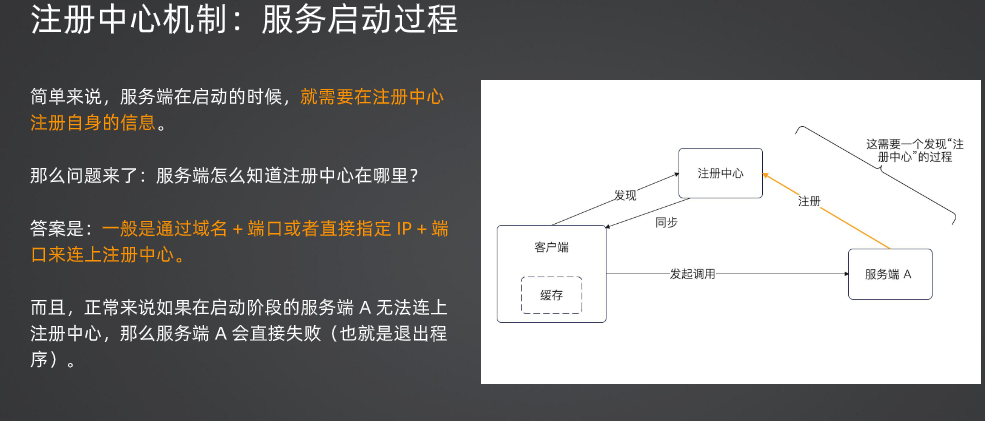 注册中心机制：服务启动过程
简单来说，服务端在启动的时候，就需要在注册中心
注册自身的信息。
那么问题来了：服务端怎么知道注册中心在哪里？
答案是：一般是通过域名 + 端口或者直接指定 IP + 端
口来连上注册中心。
而且，正常来说如果在启动阶段的服务端 A 无法连上
注册中心，那么服务端 A 会直接失败（也就是退出程
序）。
这需要一个发现“注
册中心”的过程
注册中心
发现
注册
同步
客户端
发起调用
服务端 A
缓存